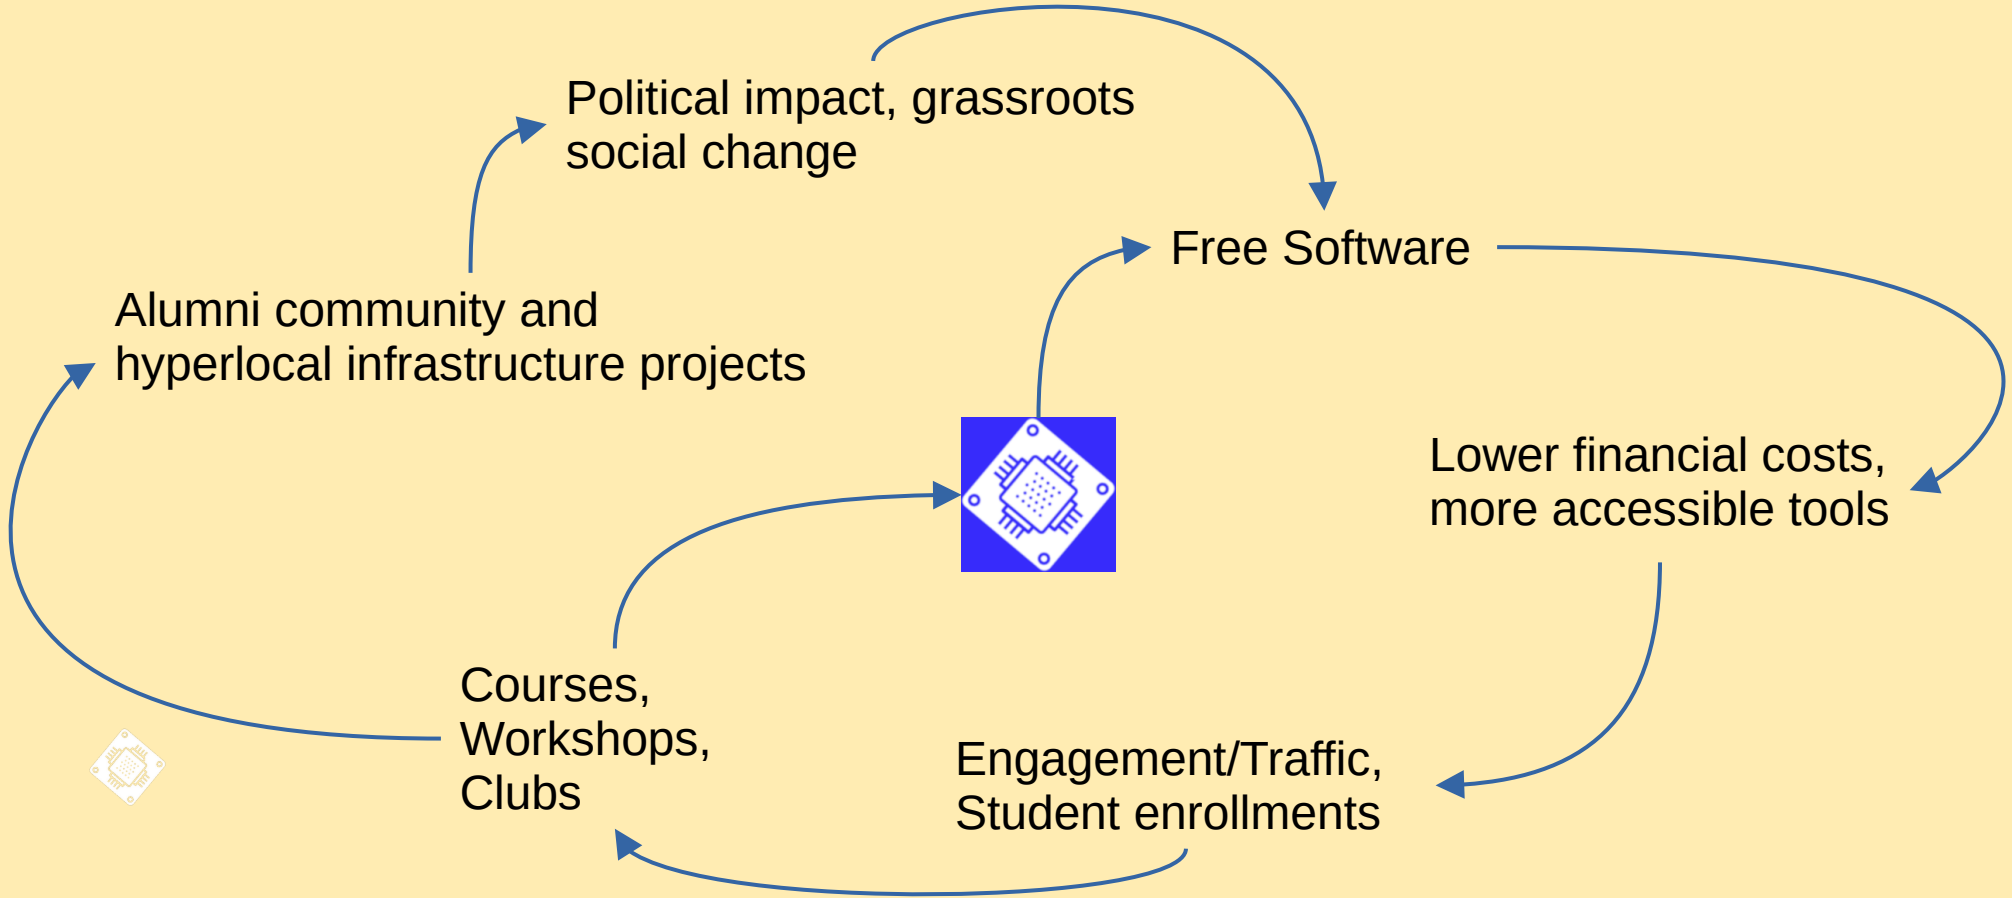 Political impact, grassroots
social change
Free Software
Alumni community and
hyperlocal infrastructure projects
Lower financial costs,
more accessible tools
Courses,
Workshops,
Clubs
Engagement/Traffic,
Student enrollments